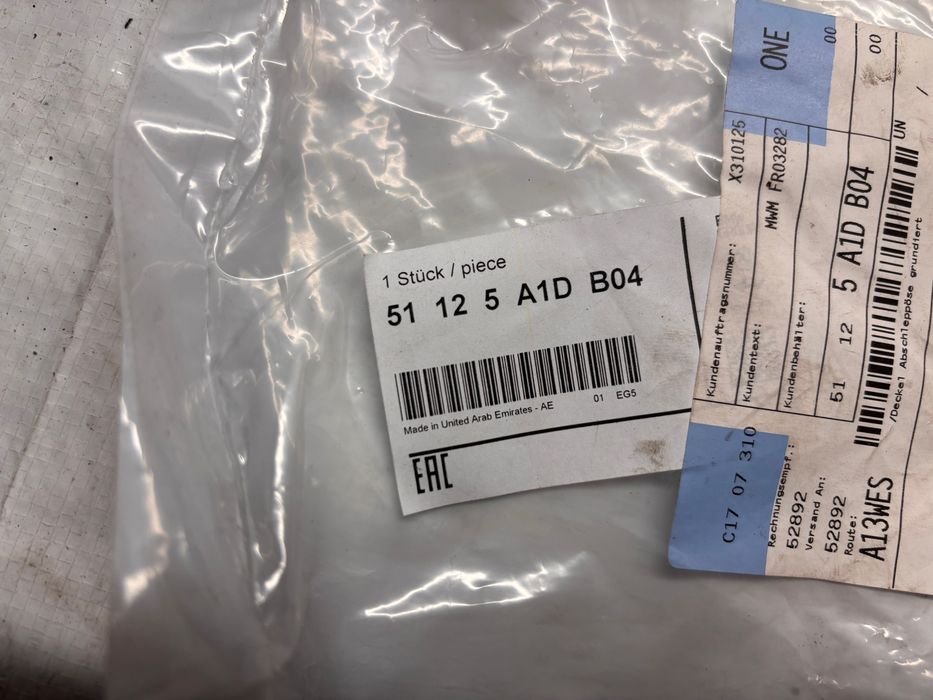 1 Stück / piece
51 12 5 A1D B04
Made in United Arab Emirates - AE 01 EG5
EAC
ONE
00
00
X310125
Kundenauftragsnummer:
MWM FR03282
Kundentext:
Kundenbehälter:
51 12 5 A1D B04
UN
/
/Deckel Abschleppöse grundiert
C17 07 310
Rechnungsempf.:
52892
Versand An:
52892
Route:
A13WES